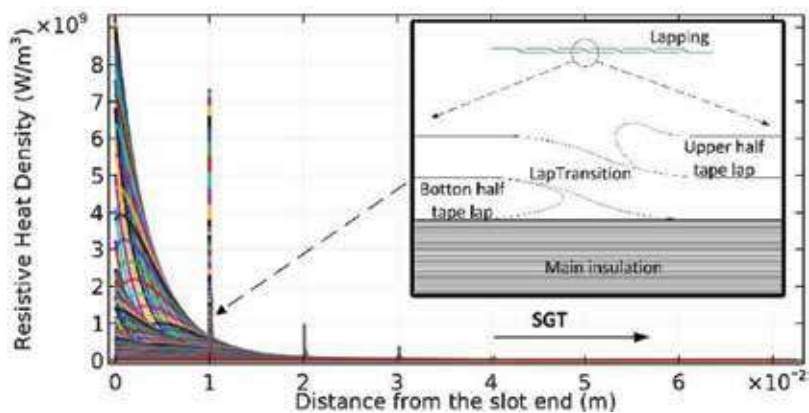 ×10⁹
Resistive Heat Density (W/m³)
8
7
6
5
4
3
2
1
0
Lapping
Upper half
tape lap
LapTransition
Botton half
tape lap
Main insulation
SGT
0
1
2
3
4
5
6
×10⁻²
Distance from the slot end (m)